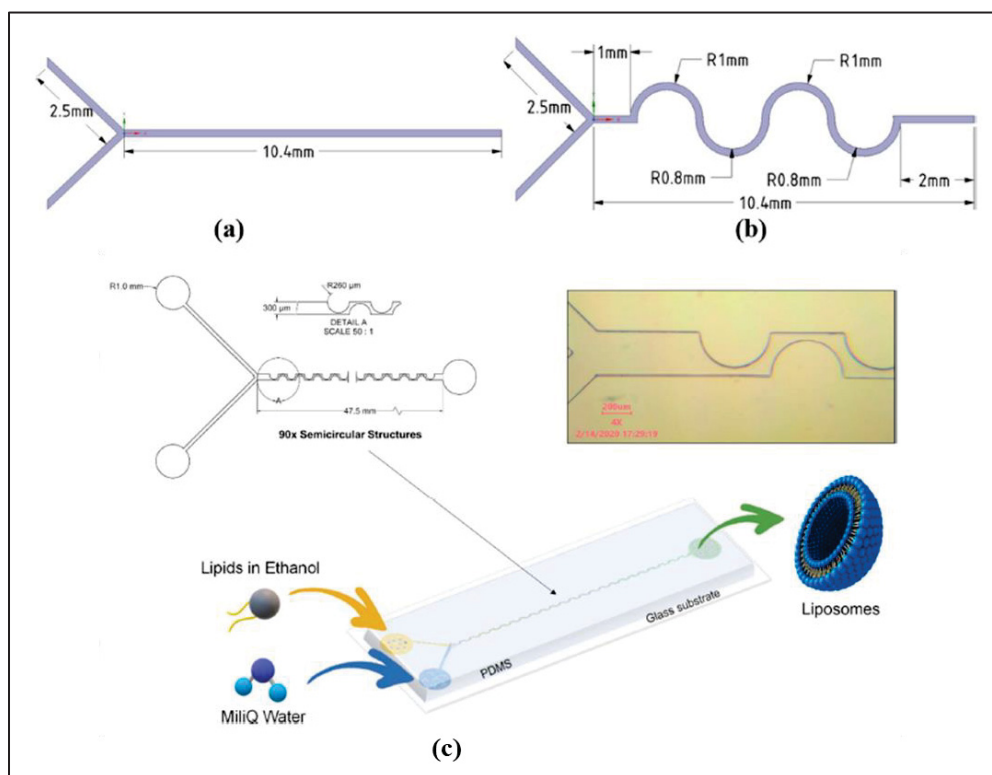 2.5mm
10.4mm
(a)
1mm
R1mm
R1mm
2.5mm
R0.8mm
R0.8mm
2mm
10.4mm
(b)
R1.0 mm
R260 µm
300 µm
DETAIL A
SCALE 50 : 1
-A-
47.5 mm
90x Semicircular Structures
200um
4X
2/14/2020 17:29:19
Lipids in Ethanol
MiliQ Water
PDMS
Glass substrate
Liposomes
(c)